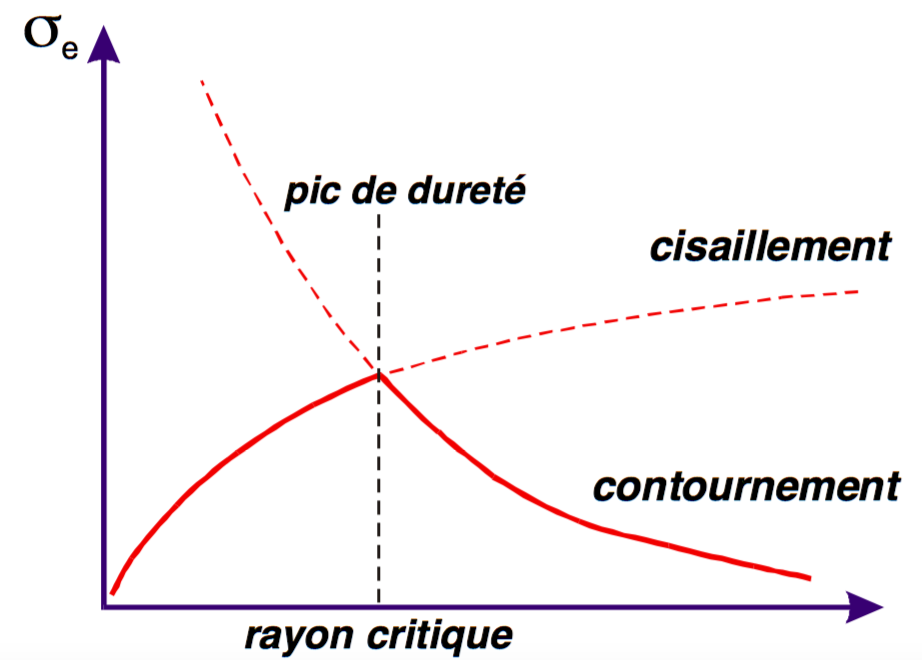 σe
pic de dureté
cisaillement
contournement
rayon critique